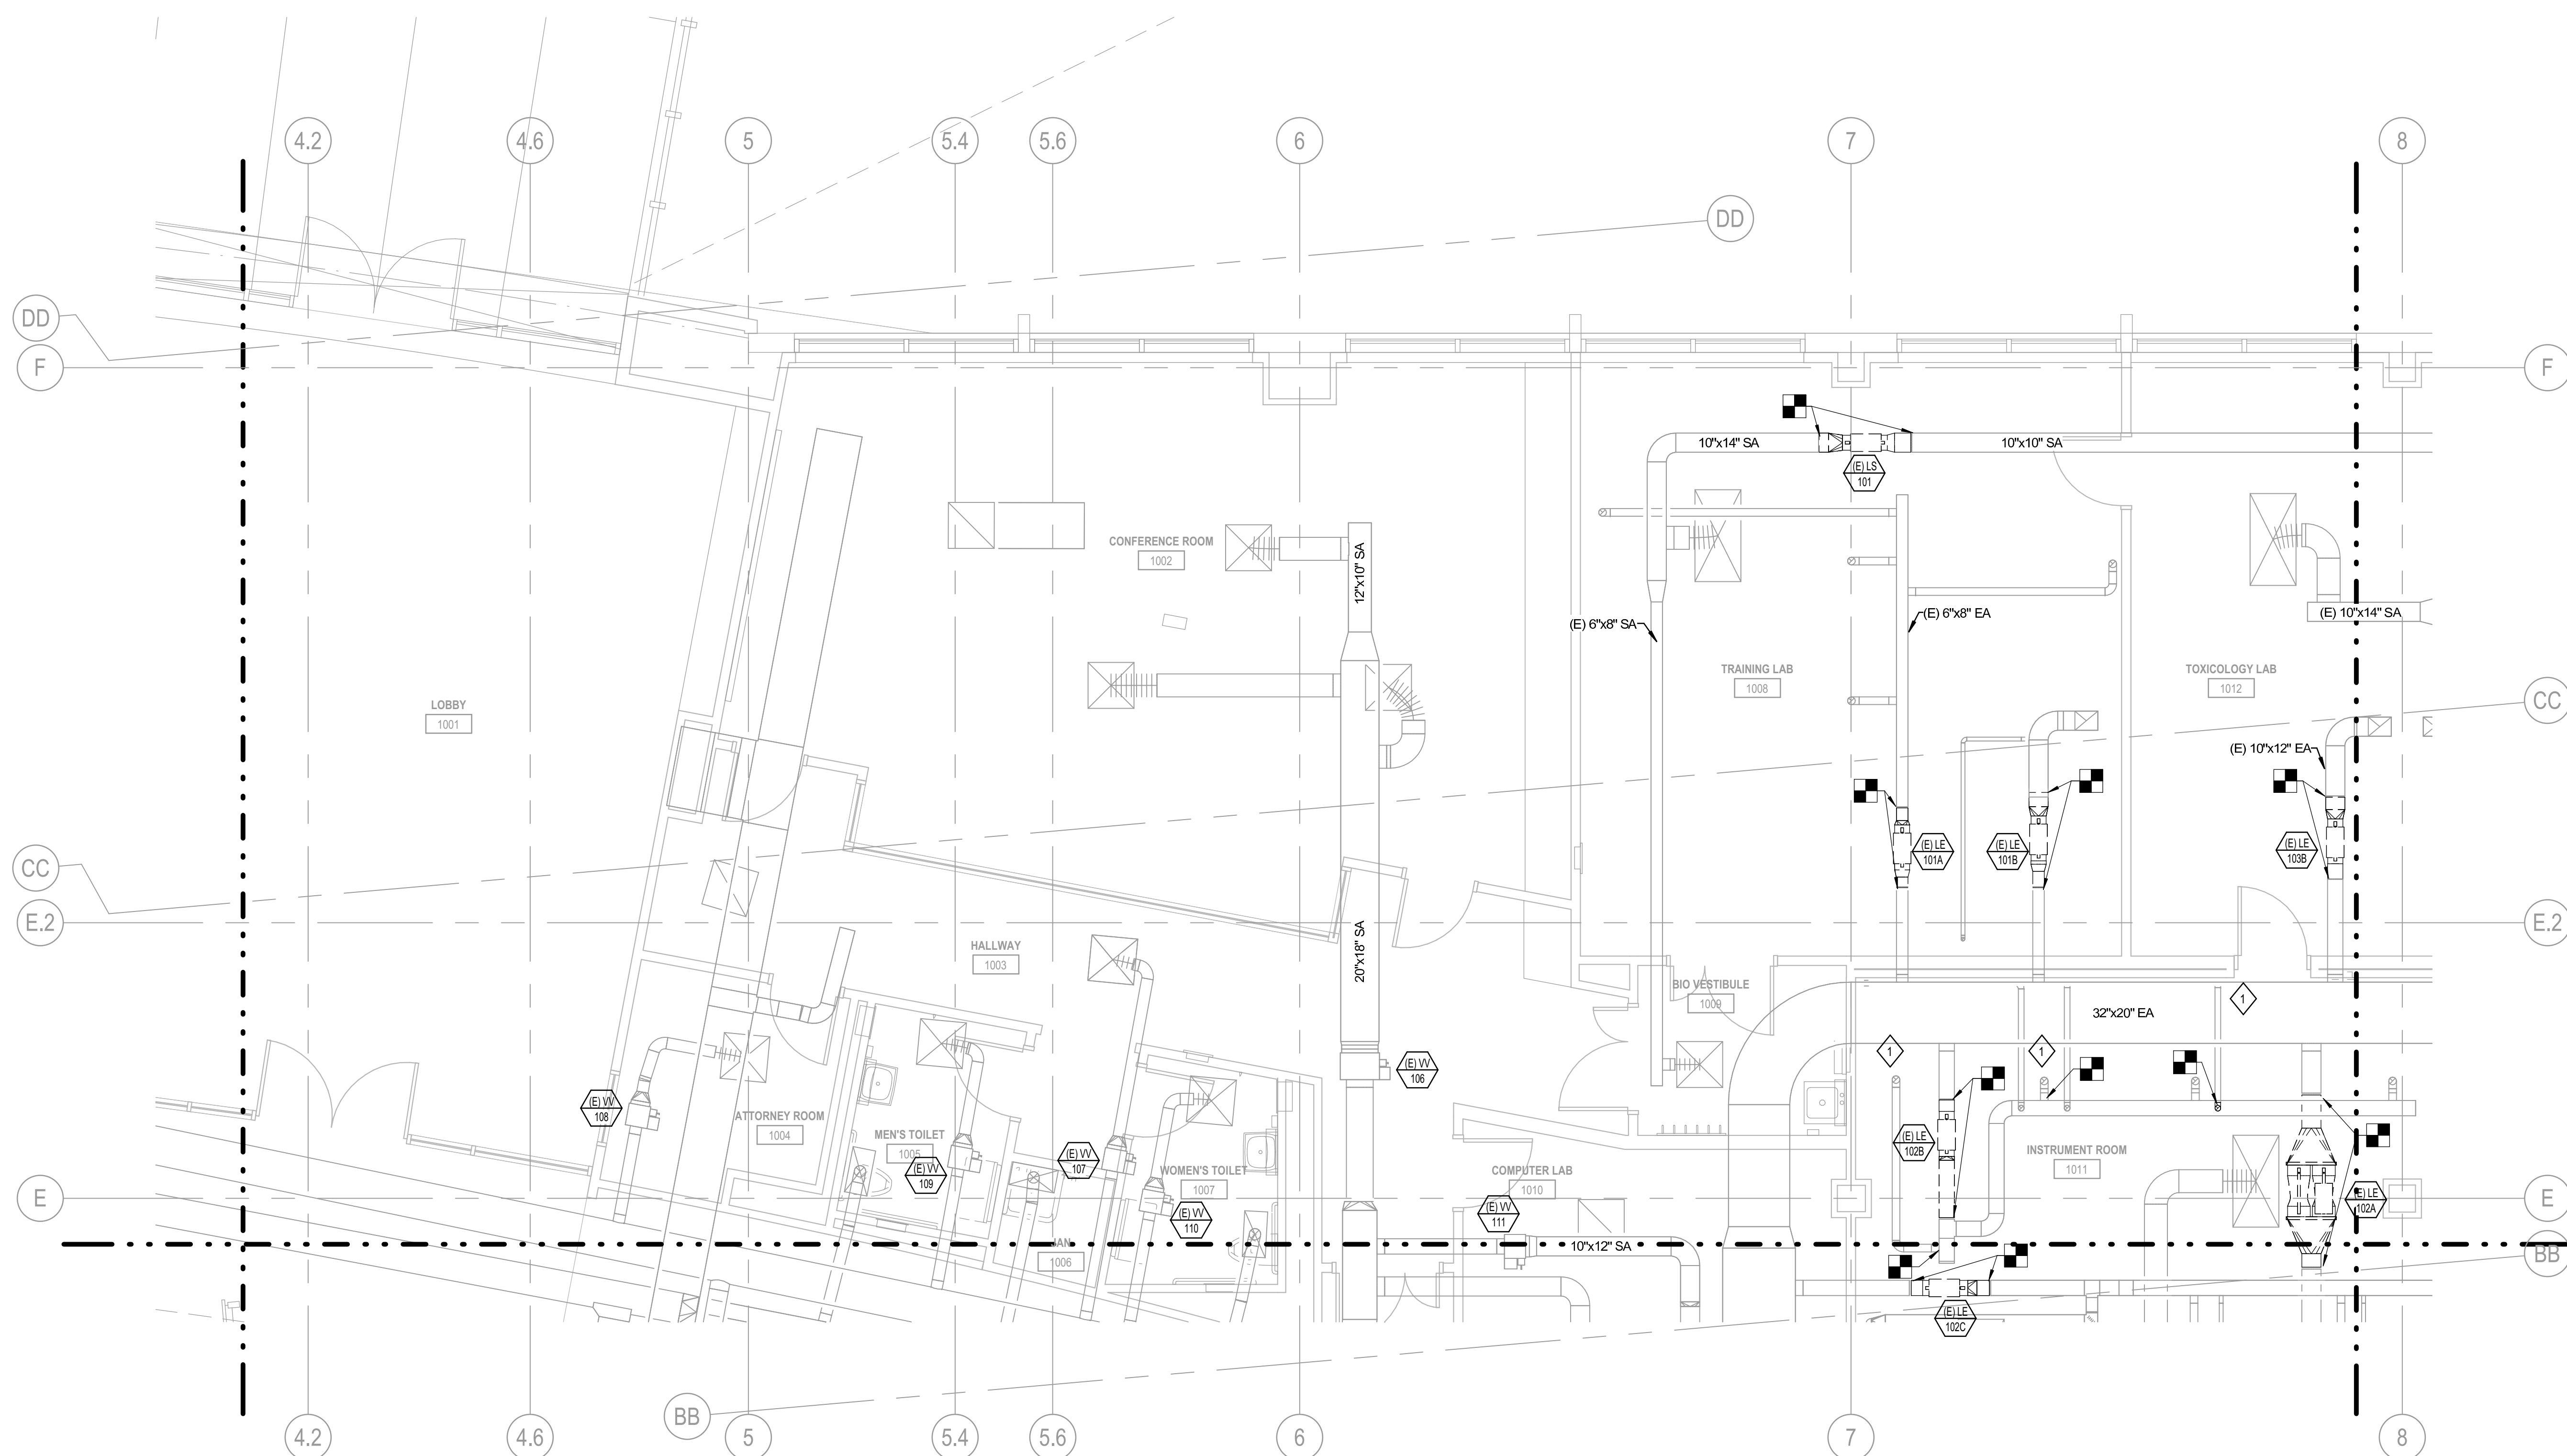 4.2
4.6
5
5.4
5.6
6
7
8
DD
DD
F
F
10"x14" SA
10"x10" SA
(E) LS
101
CONFERENCE ROOM
1002
12"x10" SA
(E) 6"x8" SA
(E) 6"x8" EA
(E) 10"x14" SA
TRAINING LAB
1008
TOXICOLOGY LAB
1012
LOBBY
1001
CC
(E) 10"x12" EA
(E) LE
101A
(E) LE
101B
(E) LE
103B
CC
E.2
E.2
HALLWAY
1003
20"x18" SA
BIO VESTIBULE
1009
1
32"x20" EA
1
1
(E) VV
106
(E) VV
108
ATTORNEY ROOM
1004
MEN'S TOILET
1005
(E) VV
109
(E) VV
107
WOMEN'S TOILET
1007
(E) VV
110
COMPUTER LAB
1010
(E) VV
111
(E) LE
102B
INSTRUMENT ROOM
1011
(E) LE
102A
E
E
JAN
1006
10"x12" SA
BB
(E) LE
102C
BB
4.2
4.6
5
5.4
5.6
6
7
8